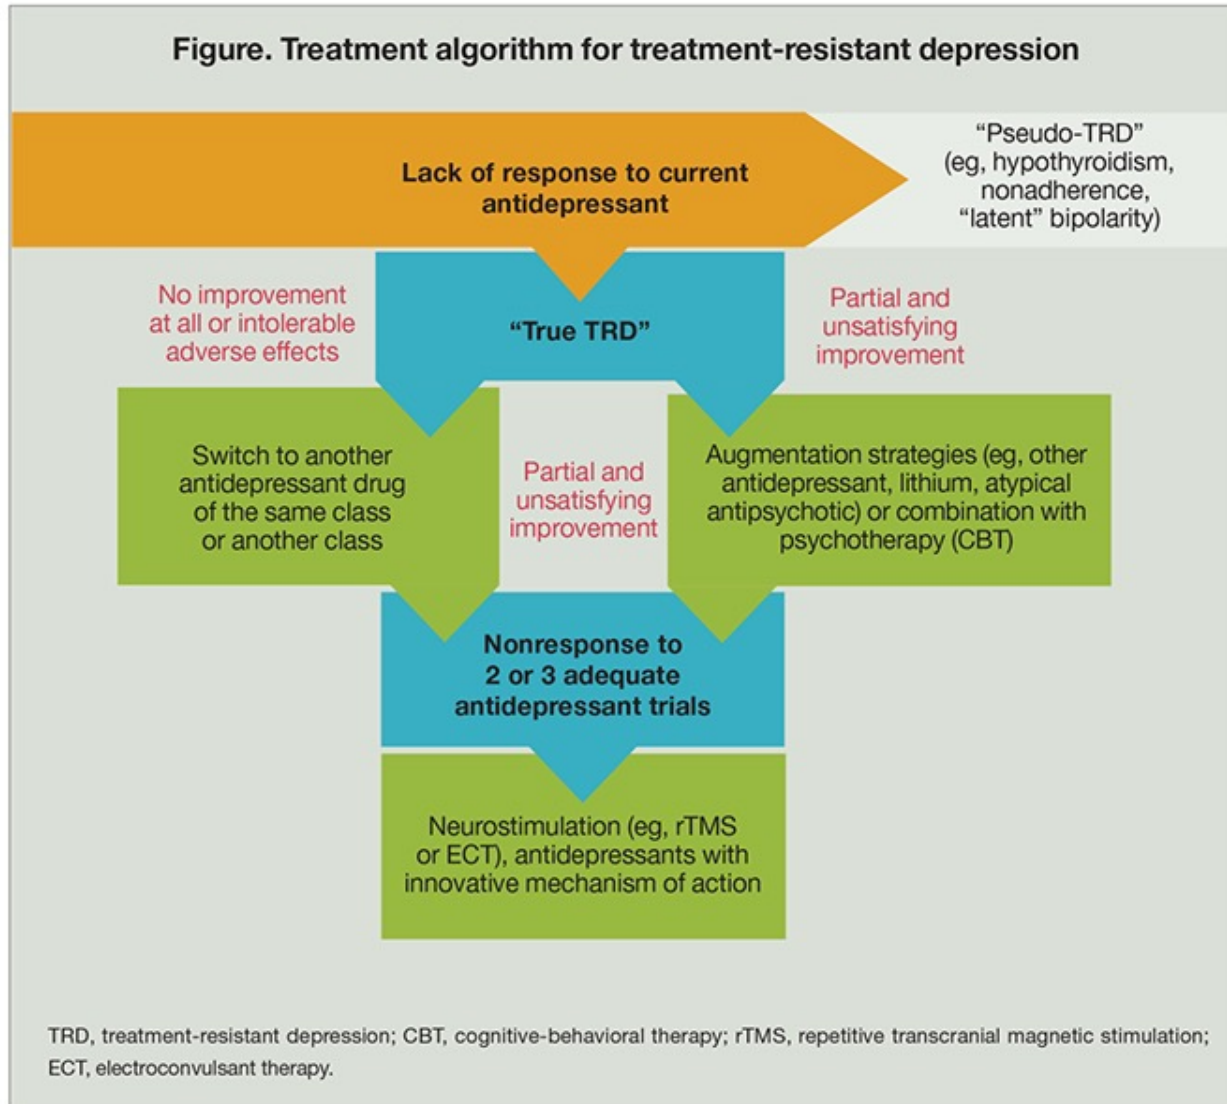 Figure. Treatment algorithm for treatment-resistant depression
Lack of response to current
antidepressant
“Pseudo-TRD”
(eg, hypothyroidism,
nonadherence,
“latent” bipolarity)
No improvement
at all or intolerable
adverse effects
“True TRD”
Partial and
unsatisfying
improvement
Switch to another
antidepressant drug
of the same class
or another class
Partial and
unsatisfying
improvement
Augmentation strategies (eg, other
antidepressant, lithium, atypical
antipsychotic) or combination with
psychotherapy (CBT)
Nonresponse to
2 or 3 adequate
antidepressant trials
Neurostimulation (eg, rTMS
or ECT), antidepressants with
innovative mechanism of action
TRD, treatment-resistant depression; CBT, cognitive-behavioral therapy; rTMS, repetitive transcranial magnetic stimulation;
ECT, electroconvulsant therapy.